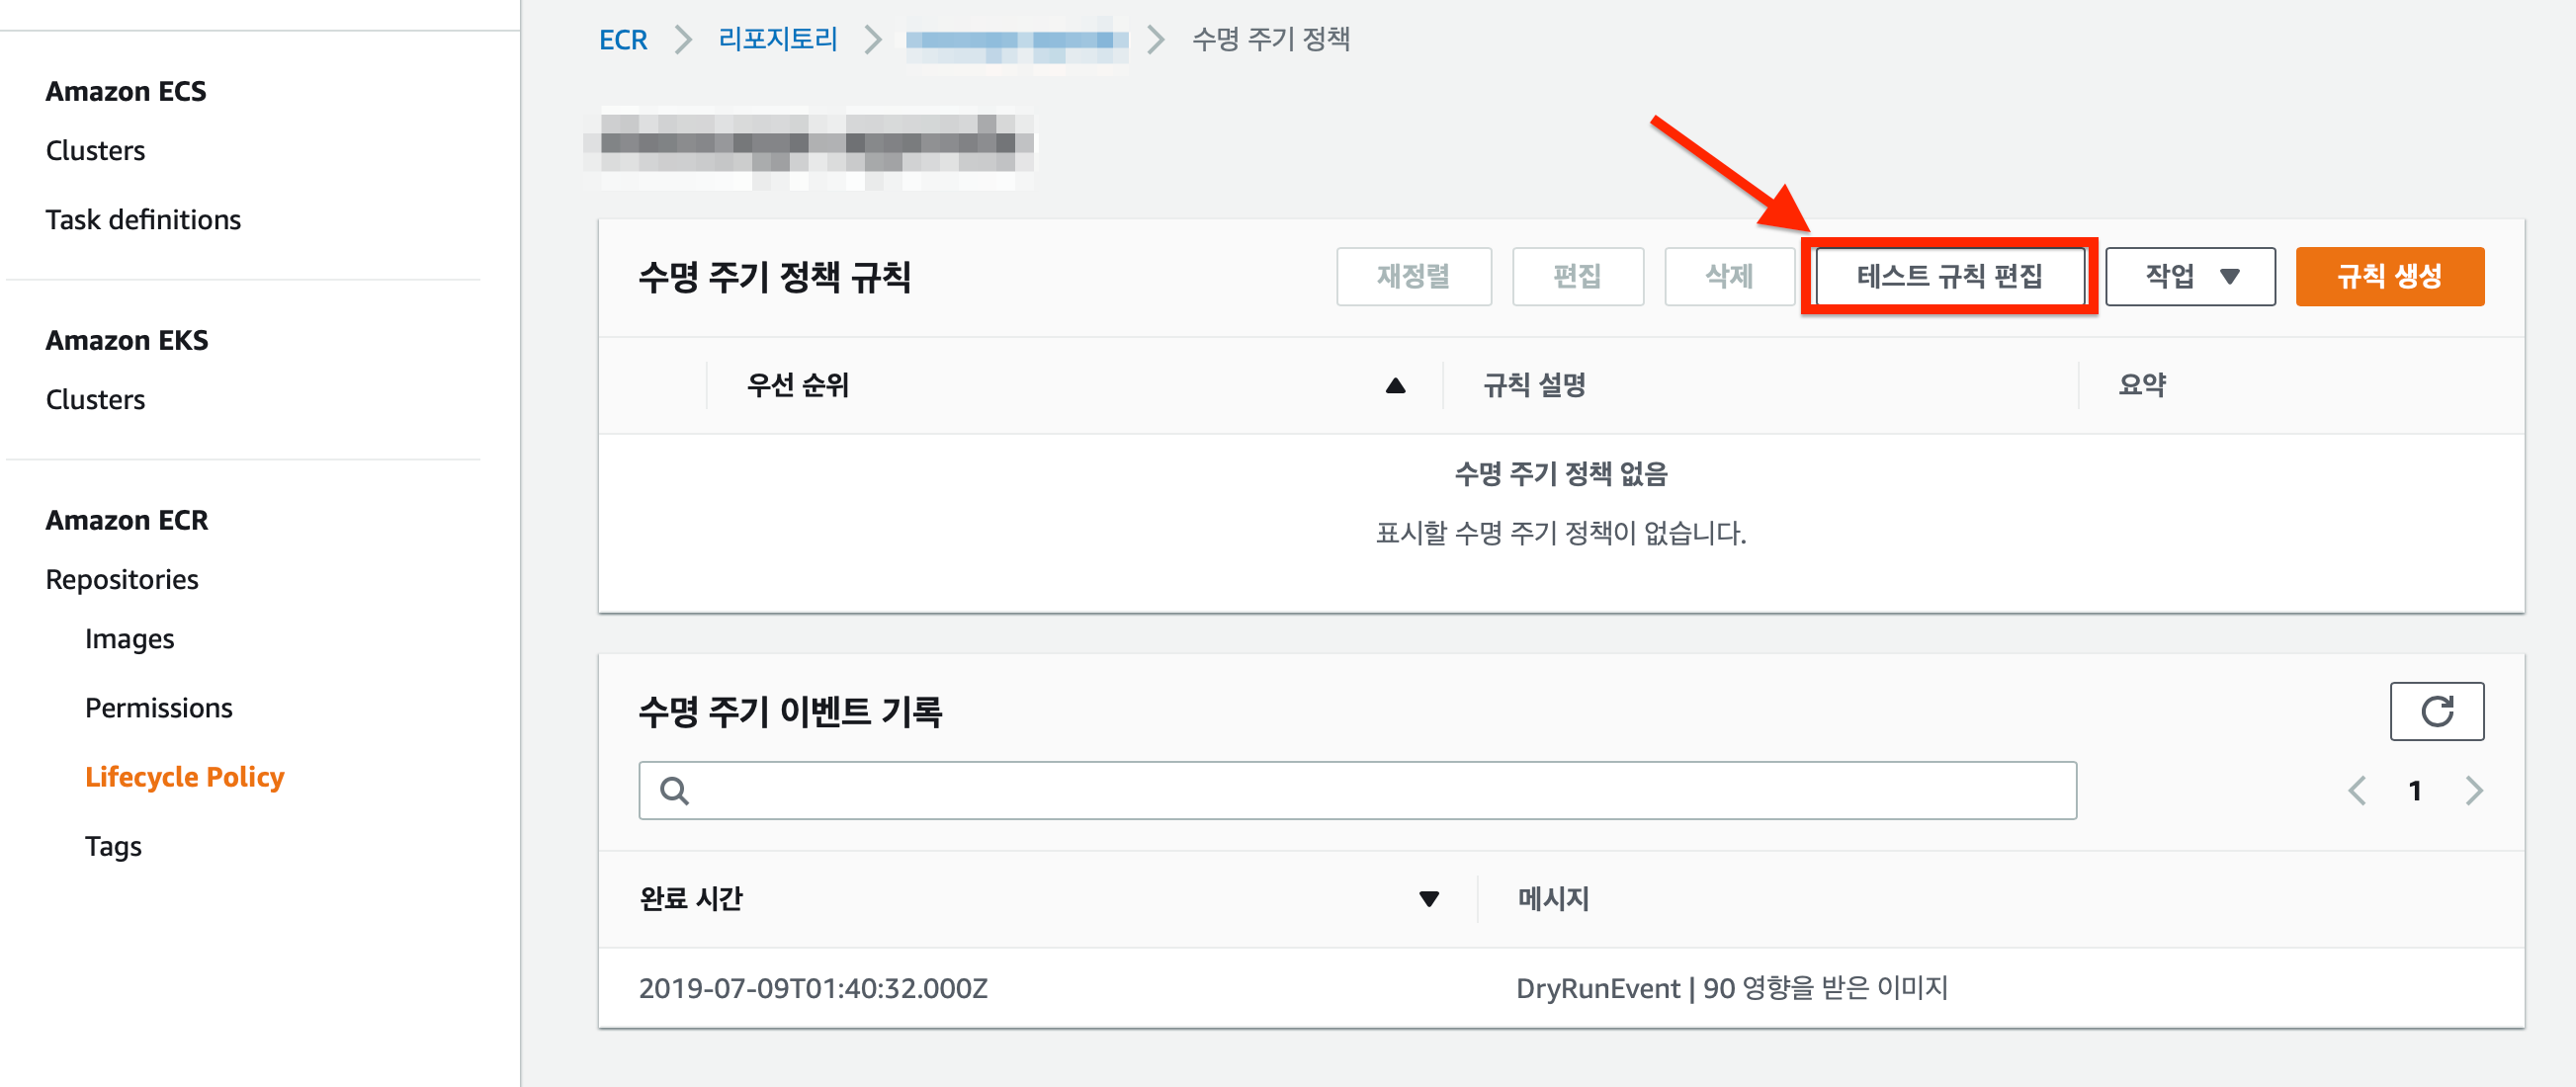 Amazon ECS
Clusters
Task definitions
Amazon EKS
Clusters
Amazon ECR
Repositories
Images
Permissions
Lifecycle Policy
Tags
ECR 리포지토리 수명 주기 정책
수명 주기 정책 규칙 재정렬 편집 삭제 테스트 규칙 편집 작업 규칙 생성
우선 순위 규칙 설명 요약
수명 주기 정책 없음
표시할 수명 주기 정책이 없습니다.
수명 주기 이벤트 기록
1
완료 시간 메시지
2019-07-09T01:40:32.000Z DryRunEvent | 90 영향을 받은 이미지